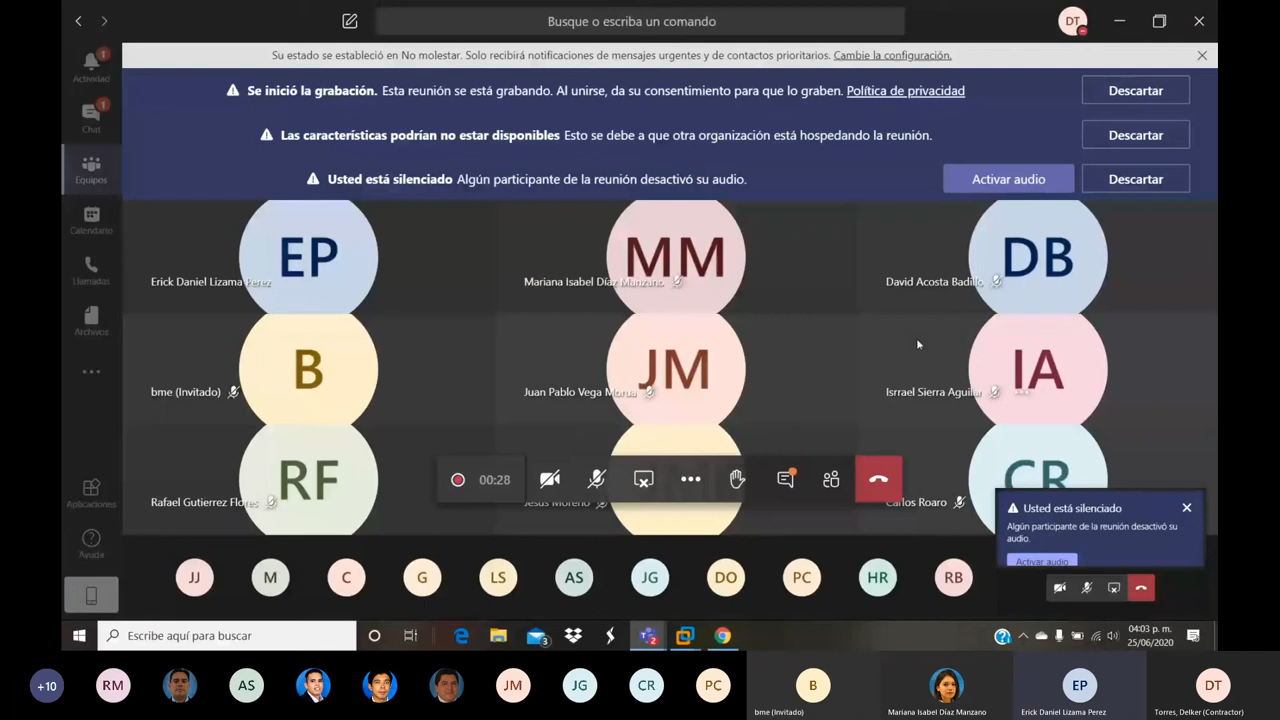 Busque o escriba un comando
DT
Su estado se estableció en No molestar. Solo recibirá notificaciones de mensajes urgentes y de contactos prioritarios. Cambie la configuración.
Se inició la grabación. Esta reunión se está grabando. Al unirse, da su consentimiento para que lo graben. Política de privacidad
Descartar
Las características podrían no estar disponibles Esto se debe a que otra organización está hospedando la reunión.
Descartar
Usted está silenciado Algún participante de la reunión desactivó su audio.
Activar audio
Descartar
1
Actividad
1
Chat
Equipos
Calendario
Llamadas
Archivos
Aplicaciones
Ayuda
EP
Erick Daniel Lizama Perez
MM
Mariana Isabel Díaz Manzano
DB
David Acosta Badillo
B
bme (Invitado)
JM
Juan Pablo Vega Morua
IA
Isrrael Sierra Aguilar
RF
Rafael Gutierrez Flores
Jesus Moreno
CR
Carlos Roaro
00:28
Usted está silenciado
Algún participante de la reunión desactivó su
audio.
Activar audio
JJ
M
C
G
LS
AS
JG
DO
PC
HR
RB
Escribe aquí para buscar
3
2
04:03 p. m.
25/06/2020
+10
RM
AS
JM
JG
CR
PC
B
bme (Invitado)
Mariana Isabel Díaz Manzano
EP
Erick Daniel Lizama Perez
DT
Torres, Delker (Contractor)